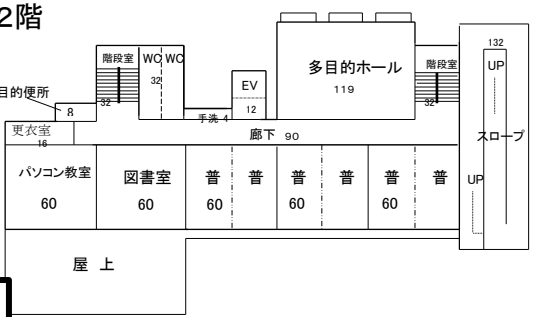 2階
132
階段室
WC WC
多目的ホール
階段室
UP
32
EV
119
目的便所
32
12
32
8
手洗 4
更衣室
16
廊下 90
スロープ
パソコン教室
図書室
普 普 普 普 普 普
UP
60
60
60
60
60
屋上